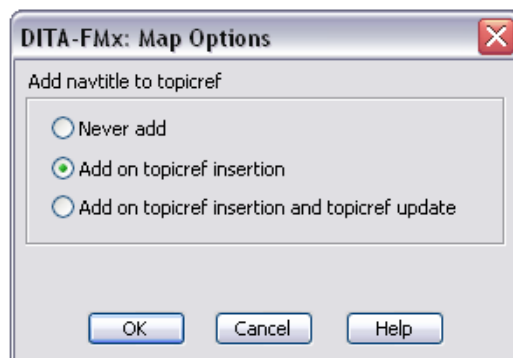 DITA-FMx: Map Options
Add navtitle to topicref
Never add
Add on topicref insertion
Add on topicref insertion and topicref update
OK Cancel Help